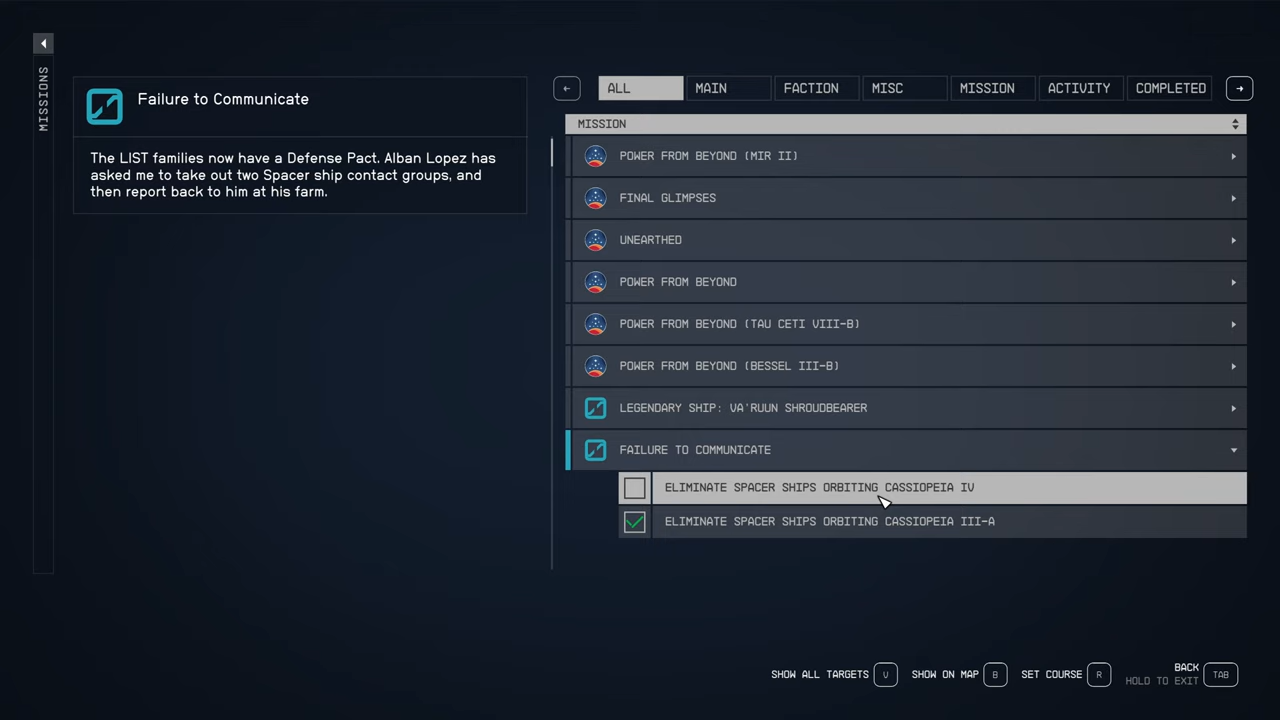 MISSIONS
Failure to Communicate
The LIST families now have a Defense Pact. Alban Lopez has
asked me to take out two Spacer ship contact groups, and
then report back to him at his farm.
ALL MAIN FACTION MISC MISSION ACTIVITY COMPLETED
MISSION
POWER FROM BEYOND (MIR II)
FINAL GLIMPSES
UNEARTHED
POWER FROM BEYOND
POWER FROM BEYOND (TAU CETI VIII-B)
POWER FROM BEYOND (BESSEL III-B)
LEGENDARY SHIP: VA'RUUN SHROUDBEARER
FAILURE TO COMMUNICATE
ELIMINATE SPACER SHIPS ORBITING CASSIOPEIA IV
ELIMINATE SPACER SHIPS ORBITING CASSIOPEIA III-A
SHOW ALL TARGETS V SHOW ON MAP B SET COURSE R BACK TAB
HOLD TO EXIT